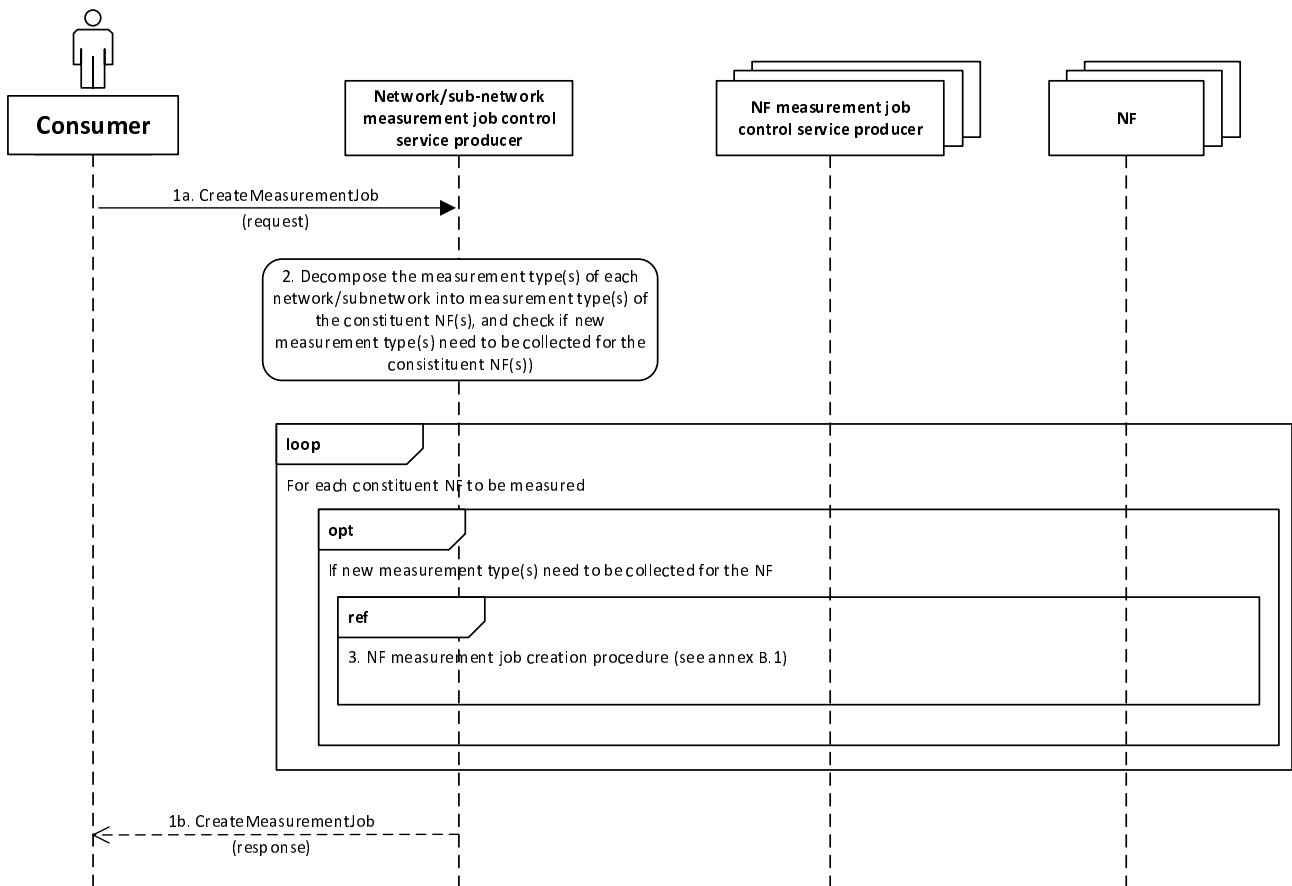 Consumer
Network/sub-network
measurement job control
service producer
NF measurement job
control service producer
NF
1a. CreateMeasurementJob
(request)
2. Decompose the measurement type(s) of each
network/subnetwork into measurement type(s) of
the constituent NF(s), and check if new
measurement type(s) need to be collected for the
consistituent NF(s))
loop
For each constituent NF to be measured
opt
If new measurement type(s) need to be collected for the NF
ref
3. NF measurement job creation procedure (see annex B.1)
1b. CreateMeasurementJob
(response)